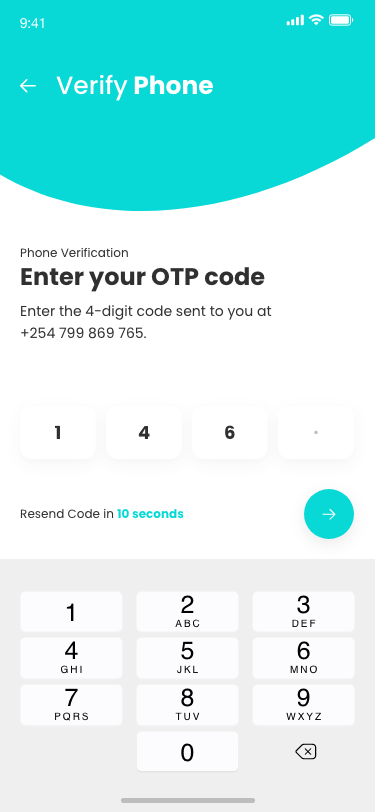 9:41
Verify Phone
Phone Verification
Enter your OTP code
Enter the 4-digit code sent to you at
+254 799 869 765.
1 4 6
Resend Code in 10 seconds
1 2 3
ABC DEF
4 5 6
GHI JKL MNO
7 8 9
PQRS TUV WXYZ
0